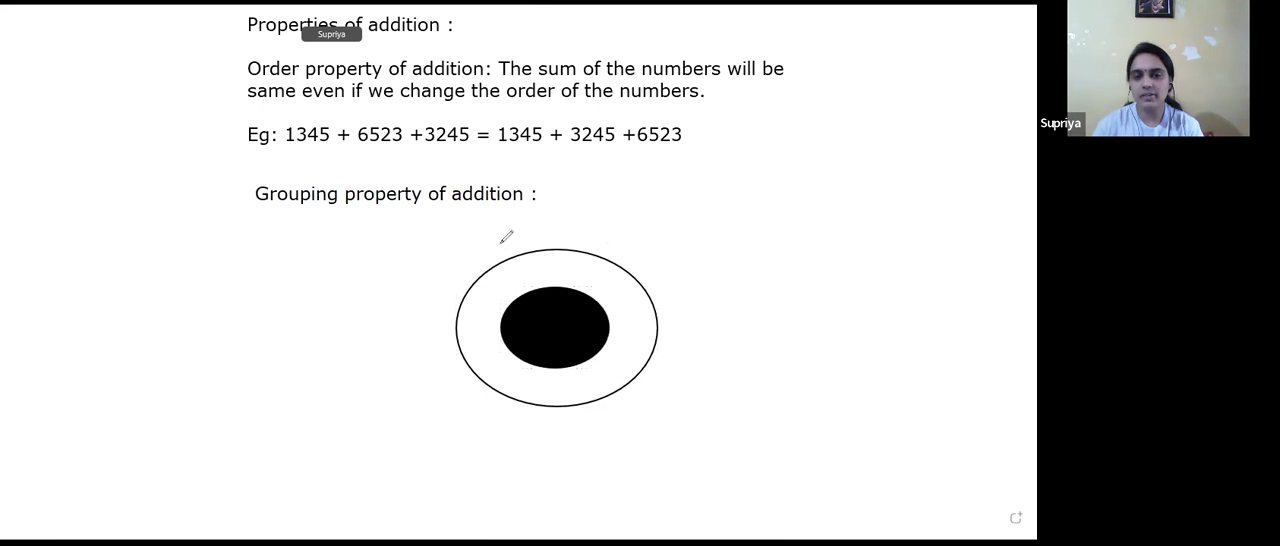 Properties of addition :
Supriya
Order property of addition: The sum of the numbers will be
same even if we change the order of the numbers.
Eg: 1345 + 6523 +3245 = 1345 + 3245 +6523
Grouping property of addition :
Supriya